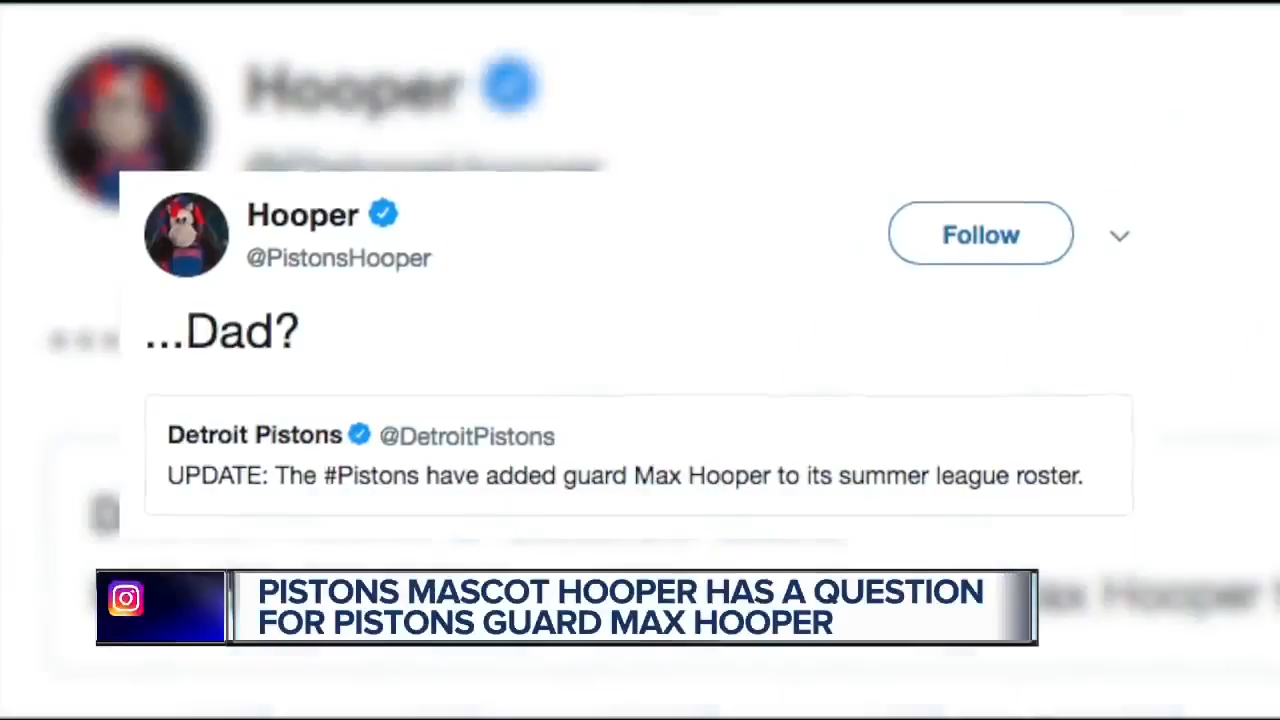 Hooper
Hooper
@PistonsHooper
Follow
...Dad?
Detroit Pistons @DetroitPistons
UPDATE: The #Pistons have added guard Max Hooper to its summer league roster.
PISTONS MASCOT HOOPER HAS A QUESTION
FOR PISTONS GUARD MAX HOOPER